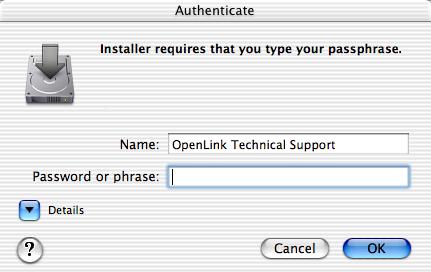 Authenticate
Installer requires that you type your passphrase.
Name: OpenLink Technical Support
Password or phrase:
Details
? Cancel OK